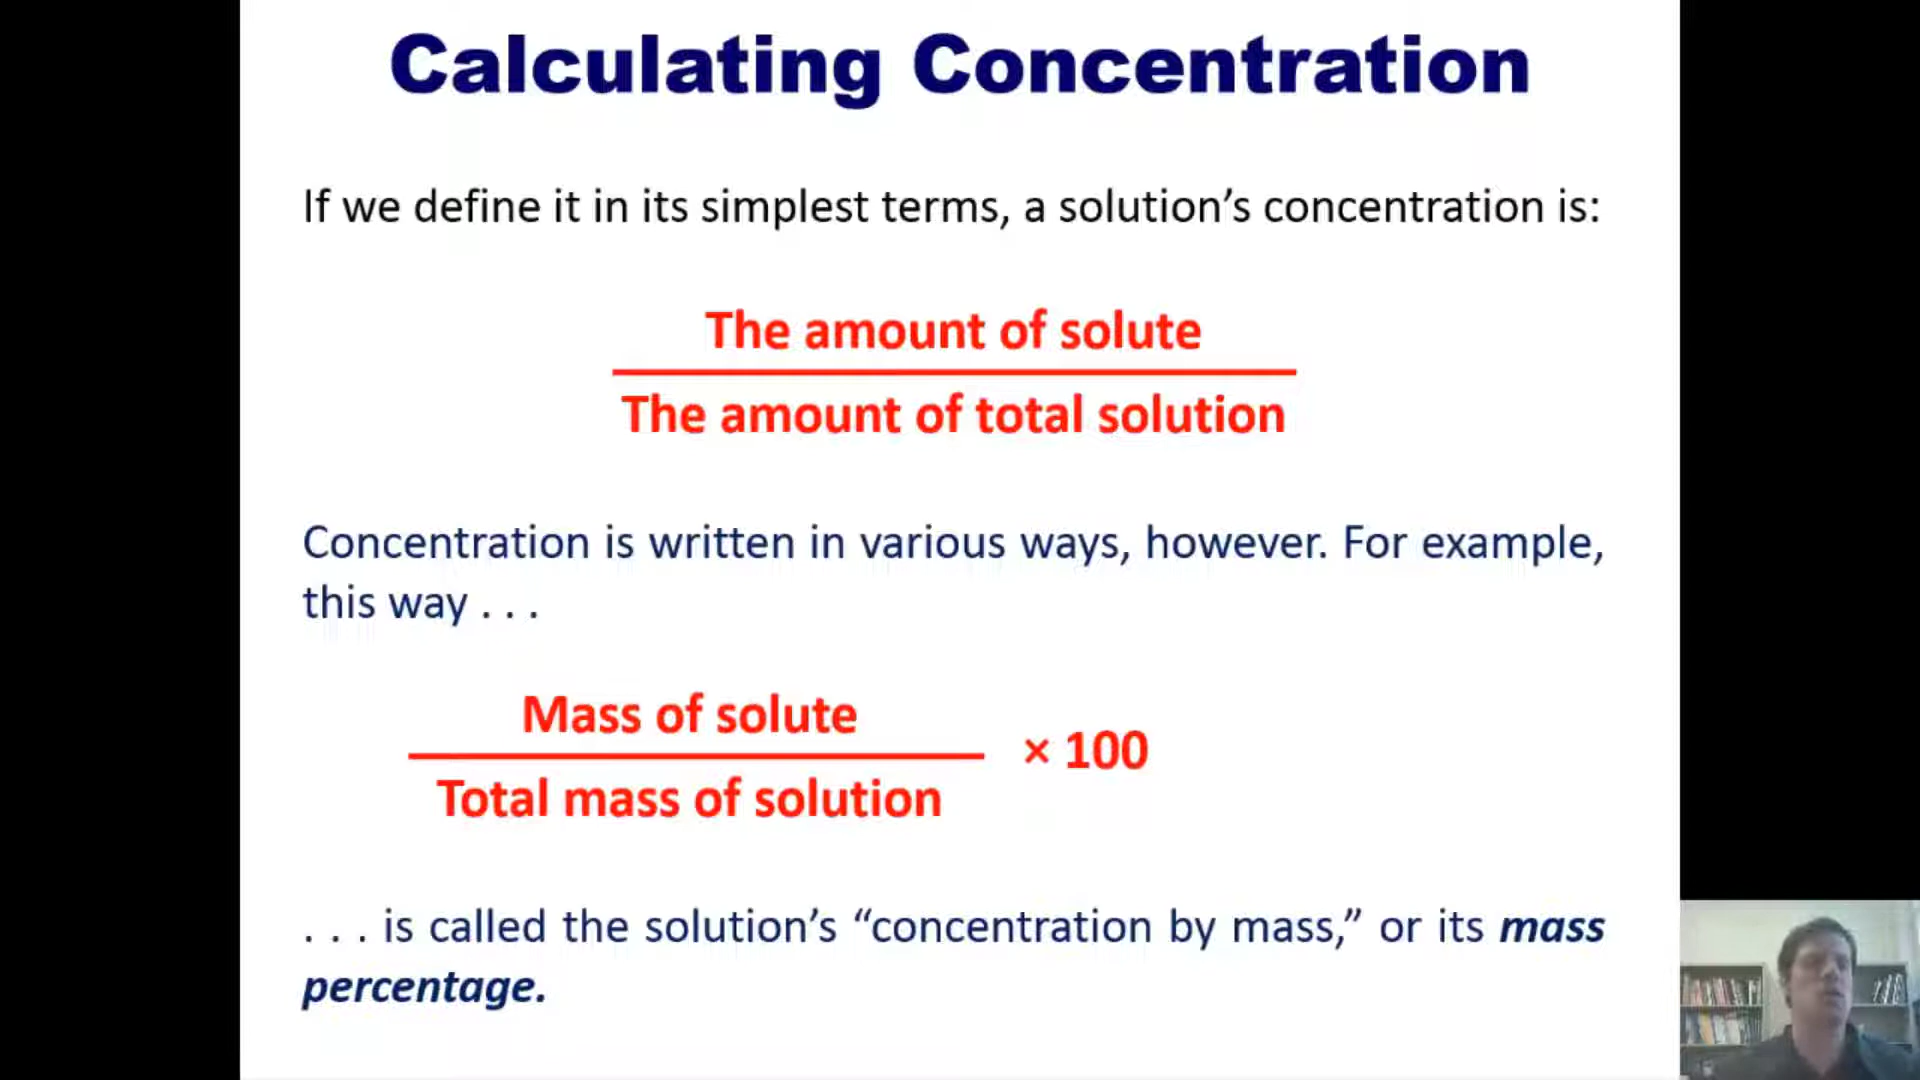 Calculating Concentration
If we define it in its simplest terms, a solution’s concentration is:
The amount of solute
The amount of total solution
Concentration is written in various ways, however. For example,
this way . . .
Mass of solute
× 100
Total mass of solution
. . . is called the solution’s “concentration by mass,” or its mass
percentage.